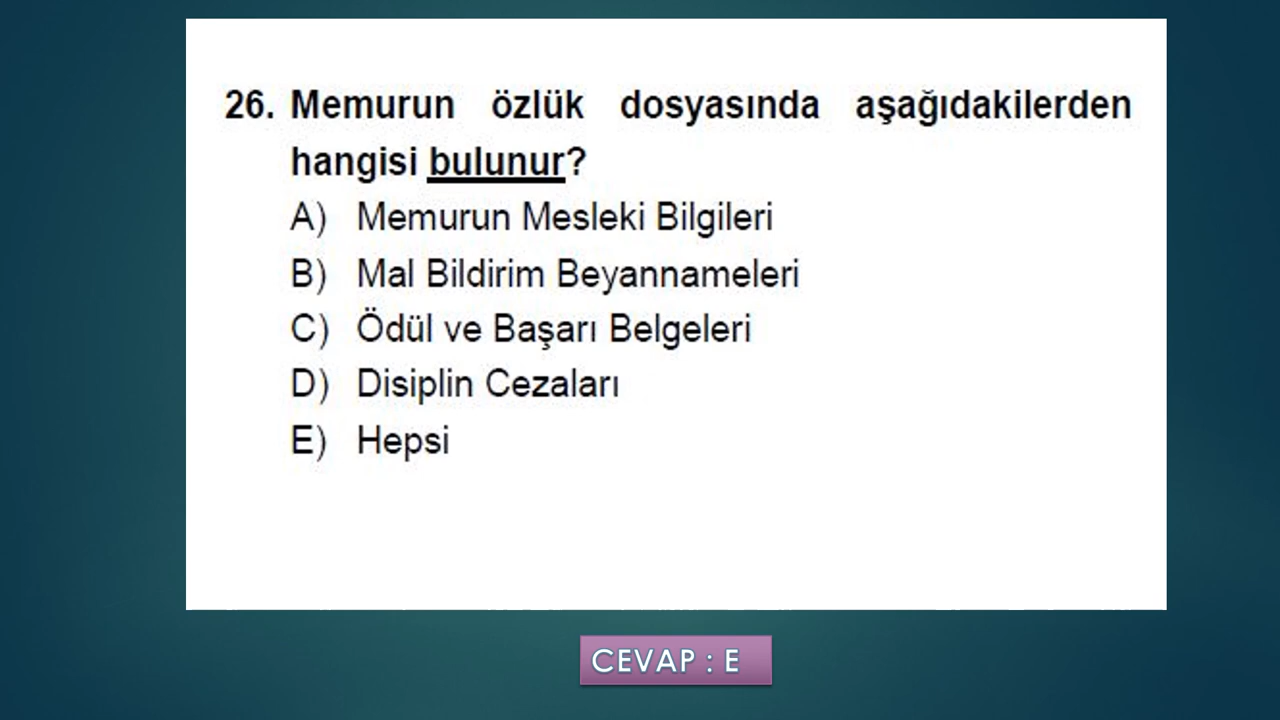 26. Memurun özlük dosyasında aşağıdakilerden
hangisi bulunur?
A) Memurun Mesleki Bilgileri
B) Mal Bildirim Beyannameleri
C) Ödül ve Başarı Belgeleri
D) Disiplin Cezaları
E) Hepsi
CEVAP : E